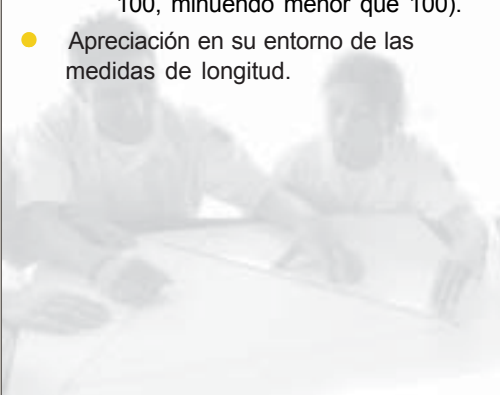 100, minuendo menor que 100).
Apreciación en su entorno de las
medidas de longitud.